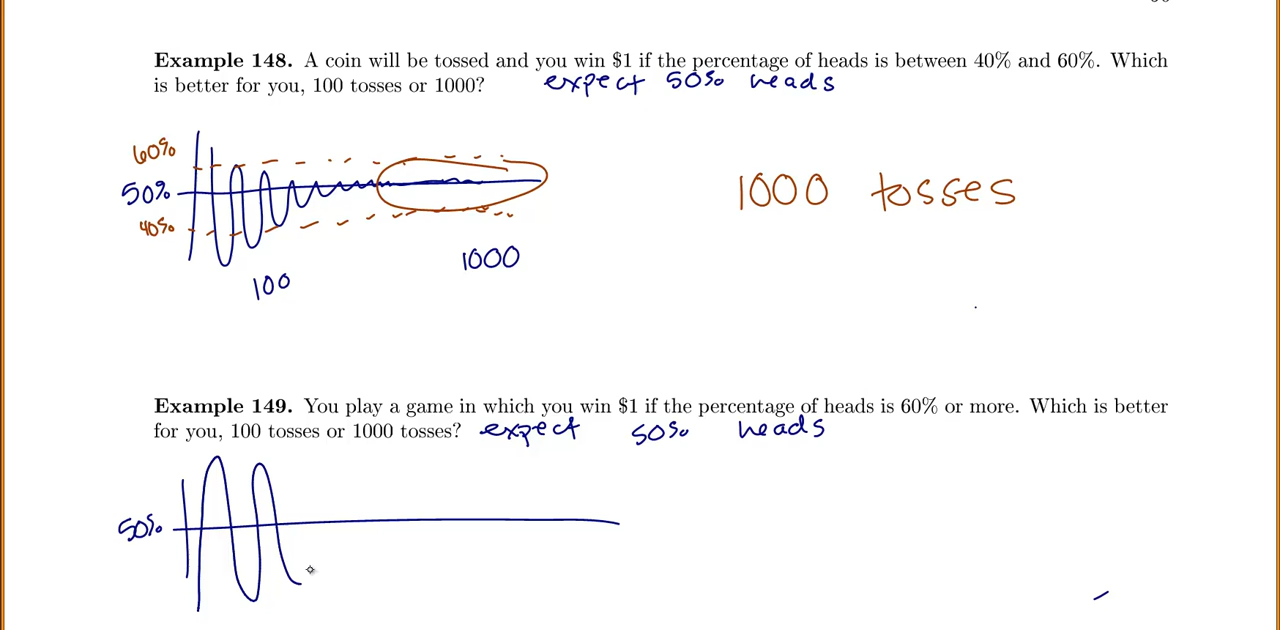 Example 148. A coin will be tossed and you win $1 if the percentage of heads is between 40% and 60%. Which
is better for you, 100 tosses or 1000? expect 50% heads
60%
50%
40%
1000 tosses
100
1000
Example 149. You play a game in which you win $1 if the percentage of heads is 60% or more. Which is better
for you, 100 tosses or 1000 tosses? expect 50% heads
50%